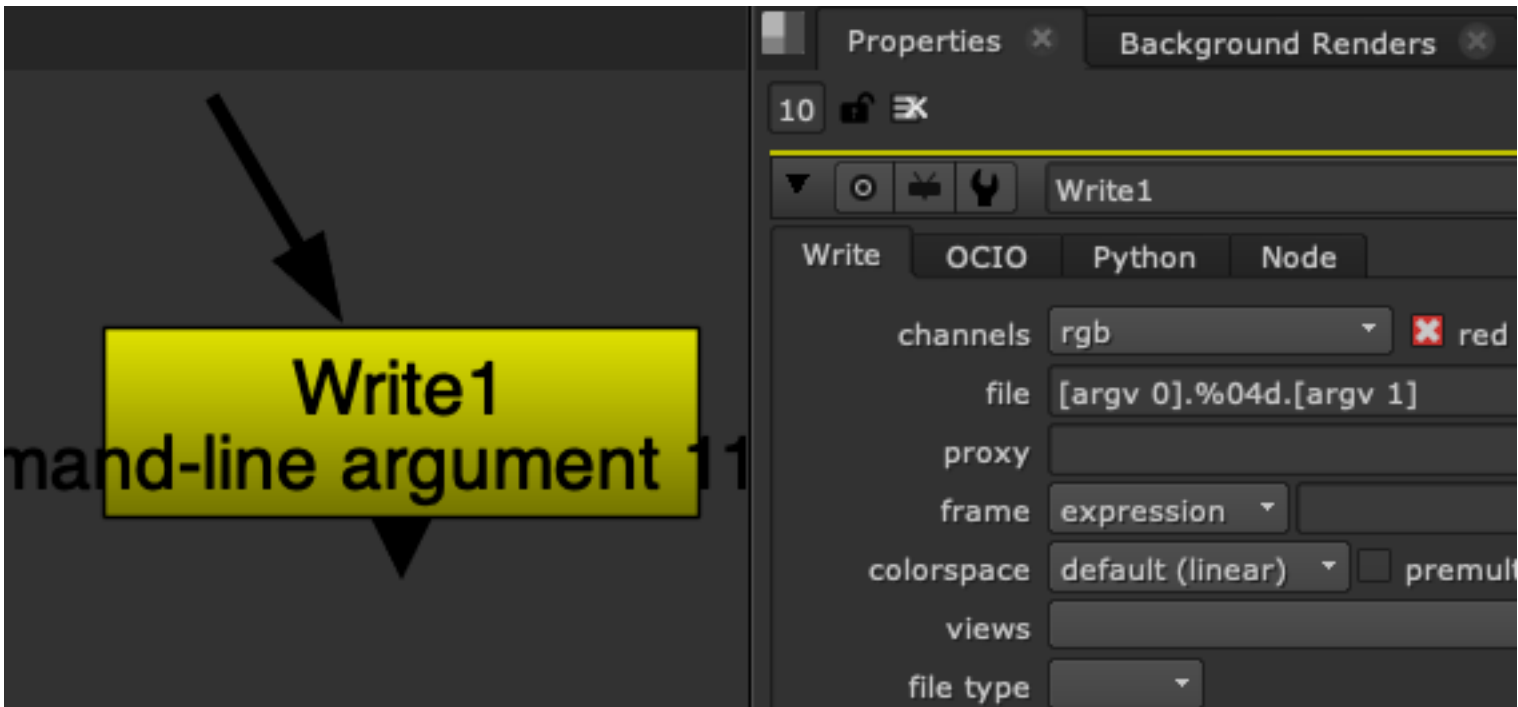 Properties
Background Renders
10
Write1
Write OCIO Python Node
channels rgb red
file [argv 0].%04d.[argv 1]
proxy
frame expression
colorspace default (linear) premult
views
file type
Write1
mand-line argument 11